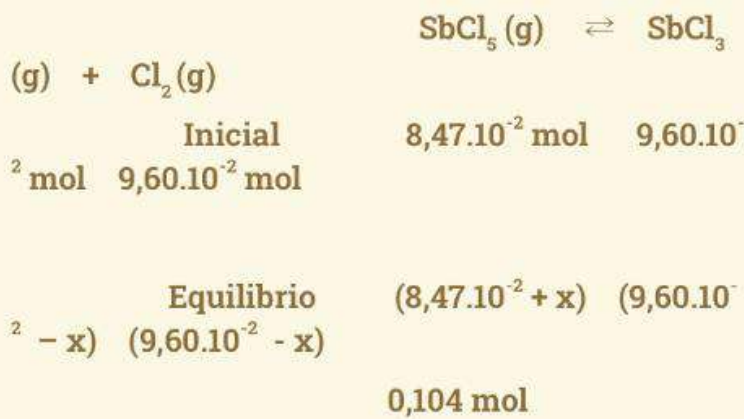 SbCl₅ (g) ⇄ SbCl₃
(g) + Cl₂ (g)
Inicial 8,47.10⁻² mol 9,60.10⁻
² mol 9,60.10⁻² mol
Equilibrio (8,47.10⁻² + x) (9,60.10⁻
² – x) (9,60.10⁻² - x)
0,104 mol